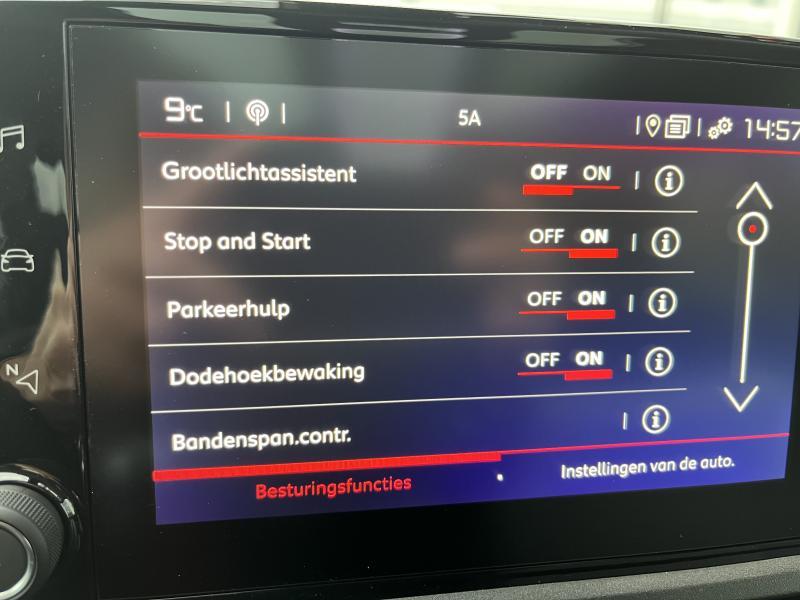 9°C 5A 14:57
Grootlichtassistent OFF ON
Stop and Start OFF ON
Parkeerhulp OFF ON
Dodehoekbewaking OFF ON
Bandenspan.contr.
Besturingsfuncties Instellingen van de auto.
N